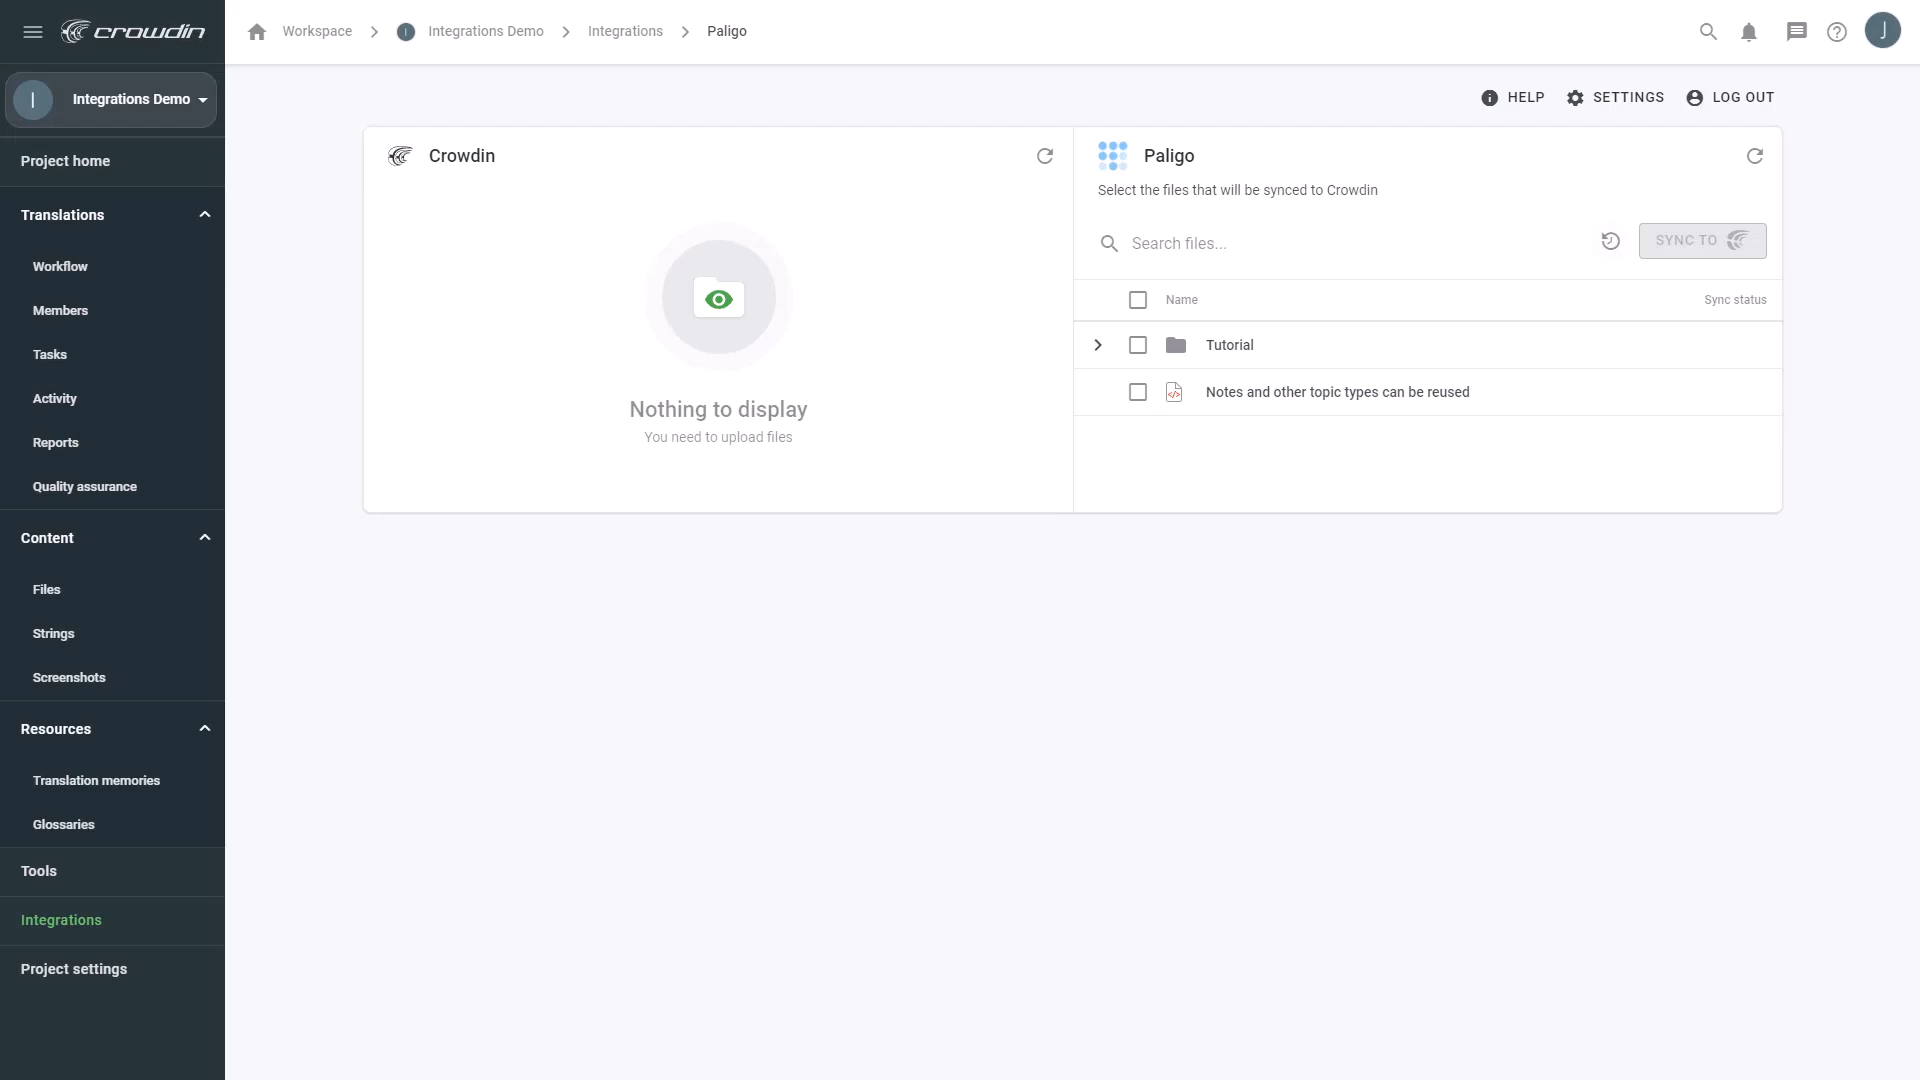 crowdin
Workspace
I
Integrations Demo
Integrations
Paligo
J
I
Integrations Demo
HELP
SETTINGS
LOG OUT
Project home
Translations
Workflow
Members
Tasks
Activity
Reports
Quality assurance
Content
Files
Strings
Screenshots
Resources
Translation memories
Glossaries
Tools
Integrations
Project settings
Crowdin
Nothing to display
You need to upload files
Paligo
Select the files that will be synced to Crowdin
Search files...
SYNC TO
Name
Sync status
Tutorial
Notes and other topic types can be reused